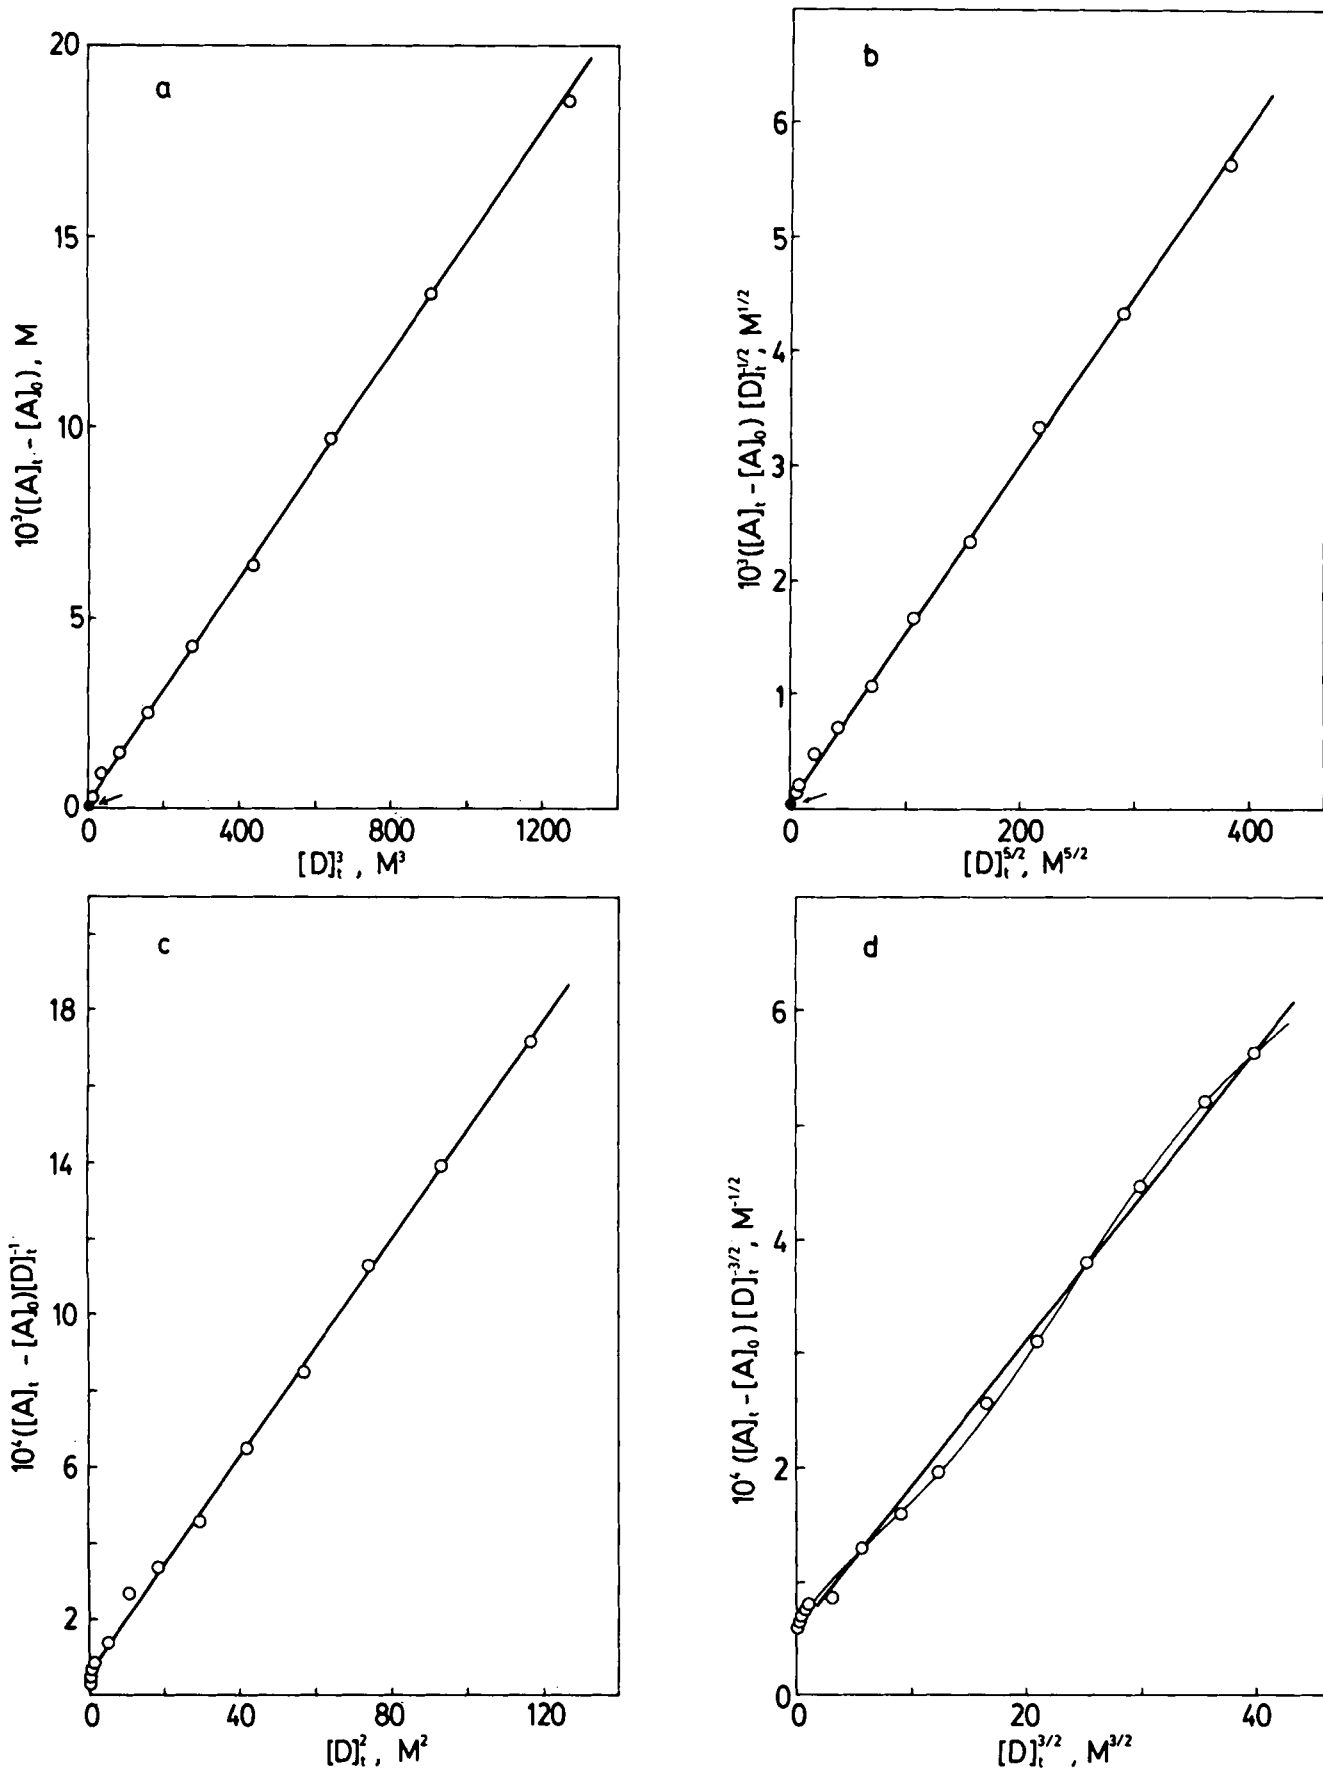 a
20
15
10
5
0
10³([A]ₜ - [A]₀), M
0 400 800 1200
[D]ₜ³, M³
b
6
5
4
3
2
1
10³([A]ₜ - [A]₀) [D]ₜ^-1/2, M^1/2
0 200 400
[D]ₜ^5/2, M^5/2
c
18
14
10
6
2
10⁴([A]ₜ - [A]₀)[D]ₜ^-1
0 40 80 120
[D]ₜ², M²
d
6
4
2
0
10⁴ ([A]ₜ - [A]₀) [D]ₜ^-3/2, M^-1/2
0 20 40
[D]ₜ^3/2, M^3/2